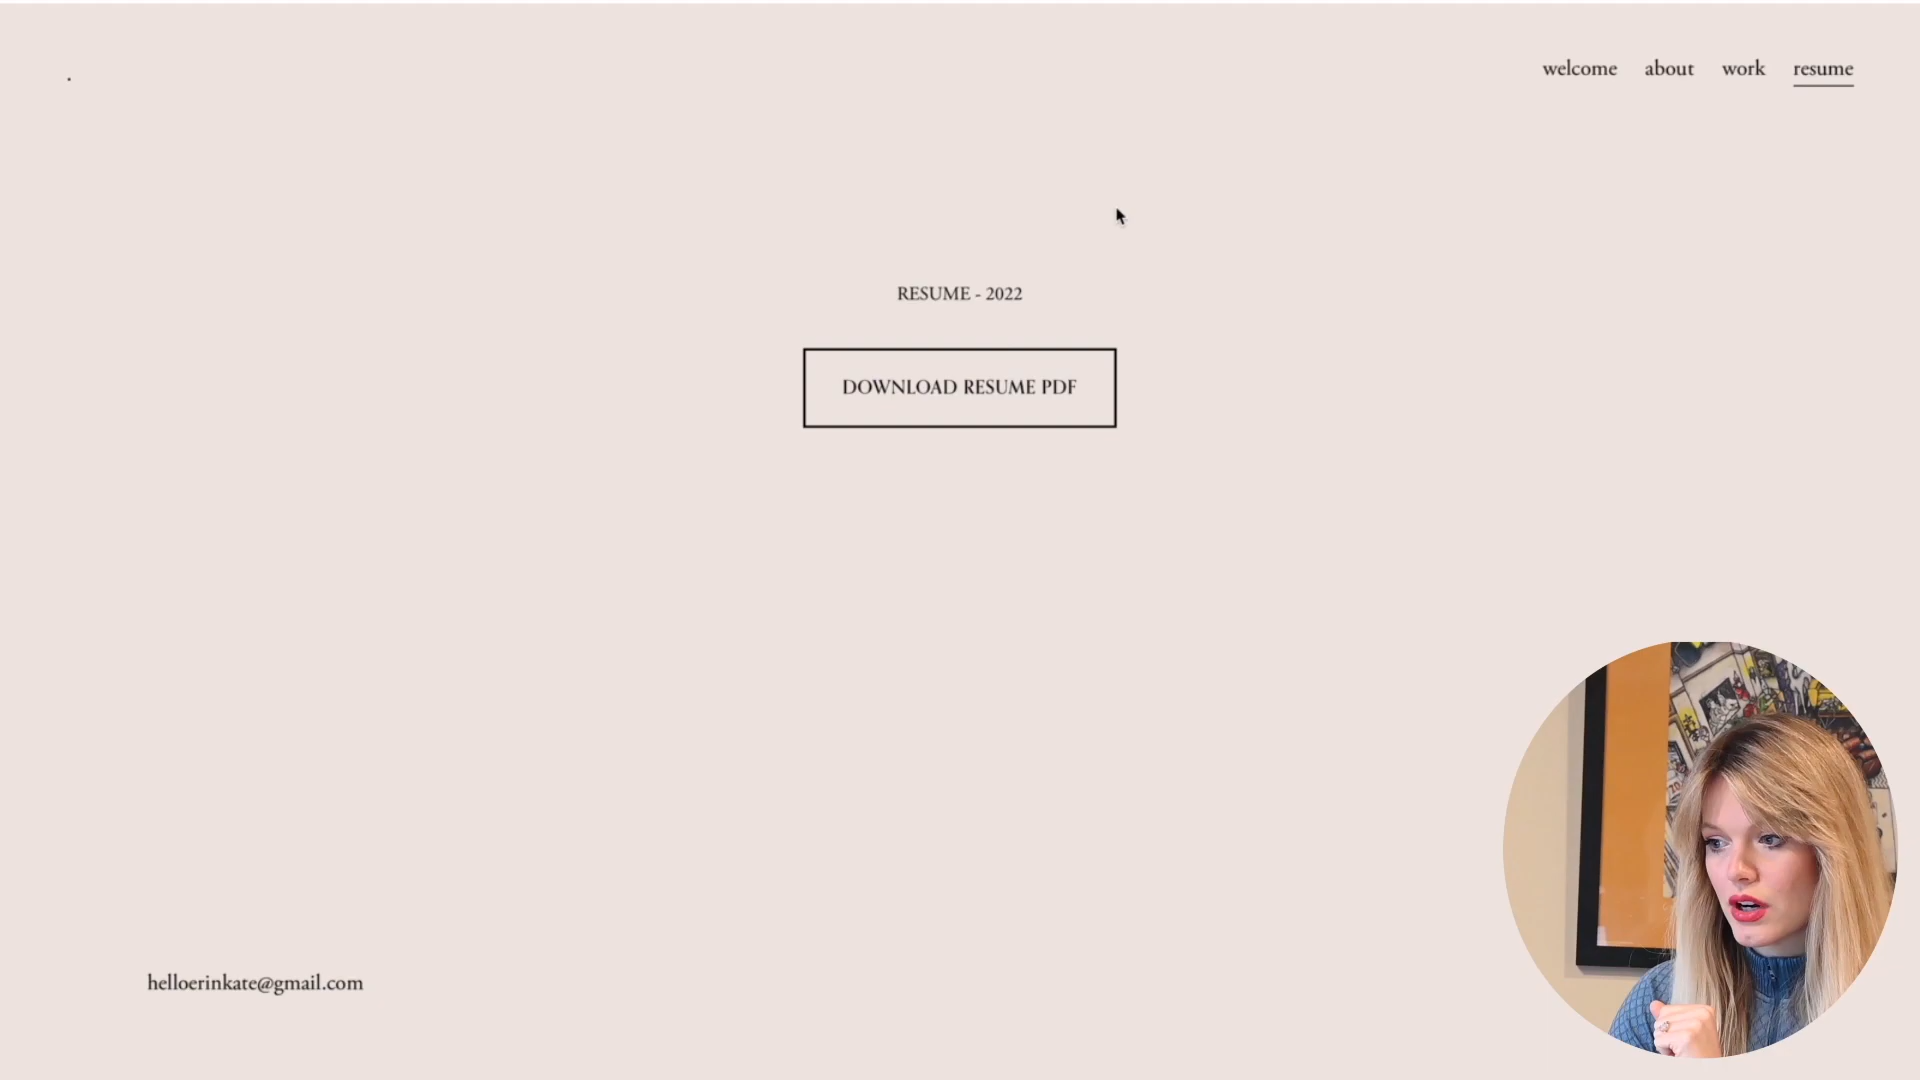 .
welcome about work resume
RESUME - 2022
DOWNLOAD RESUME PDF
helloerinkate@gmail.com